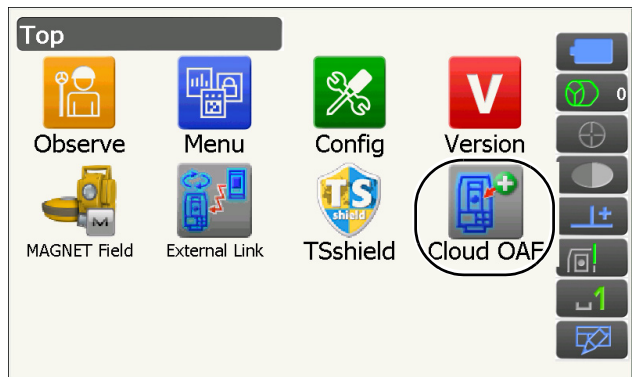 Top
Observe Menu Config Version
MAGNET Field External Link TSshield Cloud OAF
V
0
M
TS
shield
1